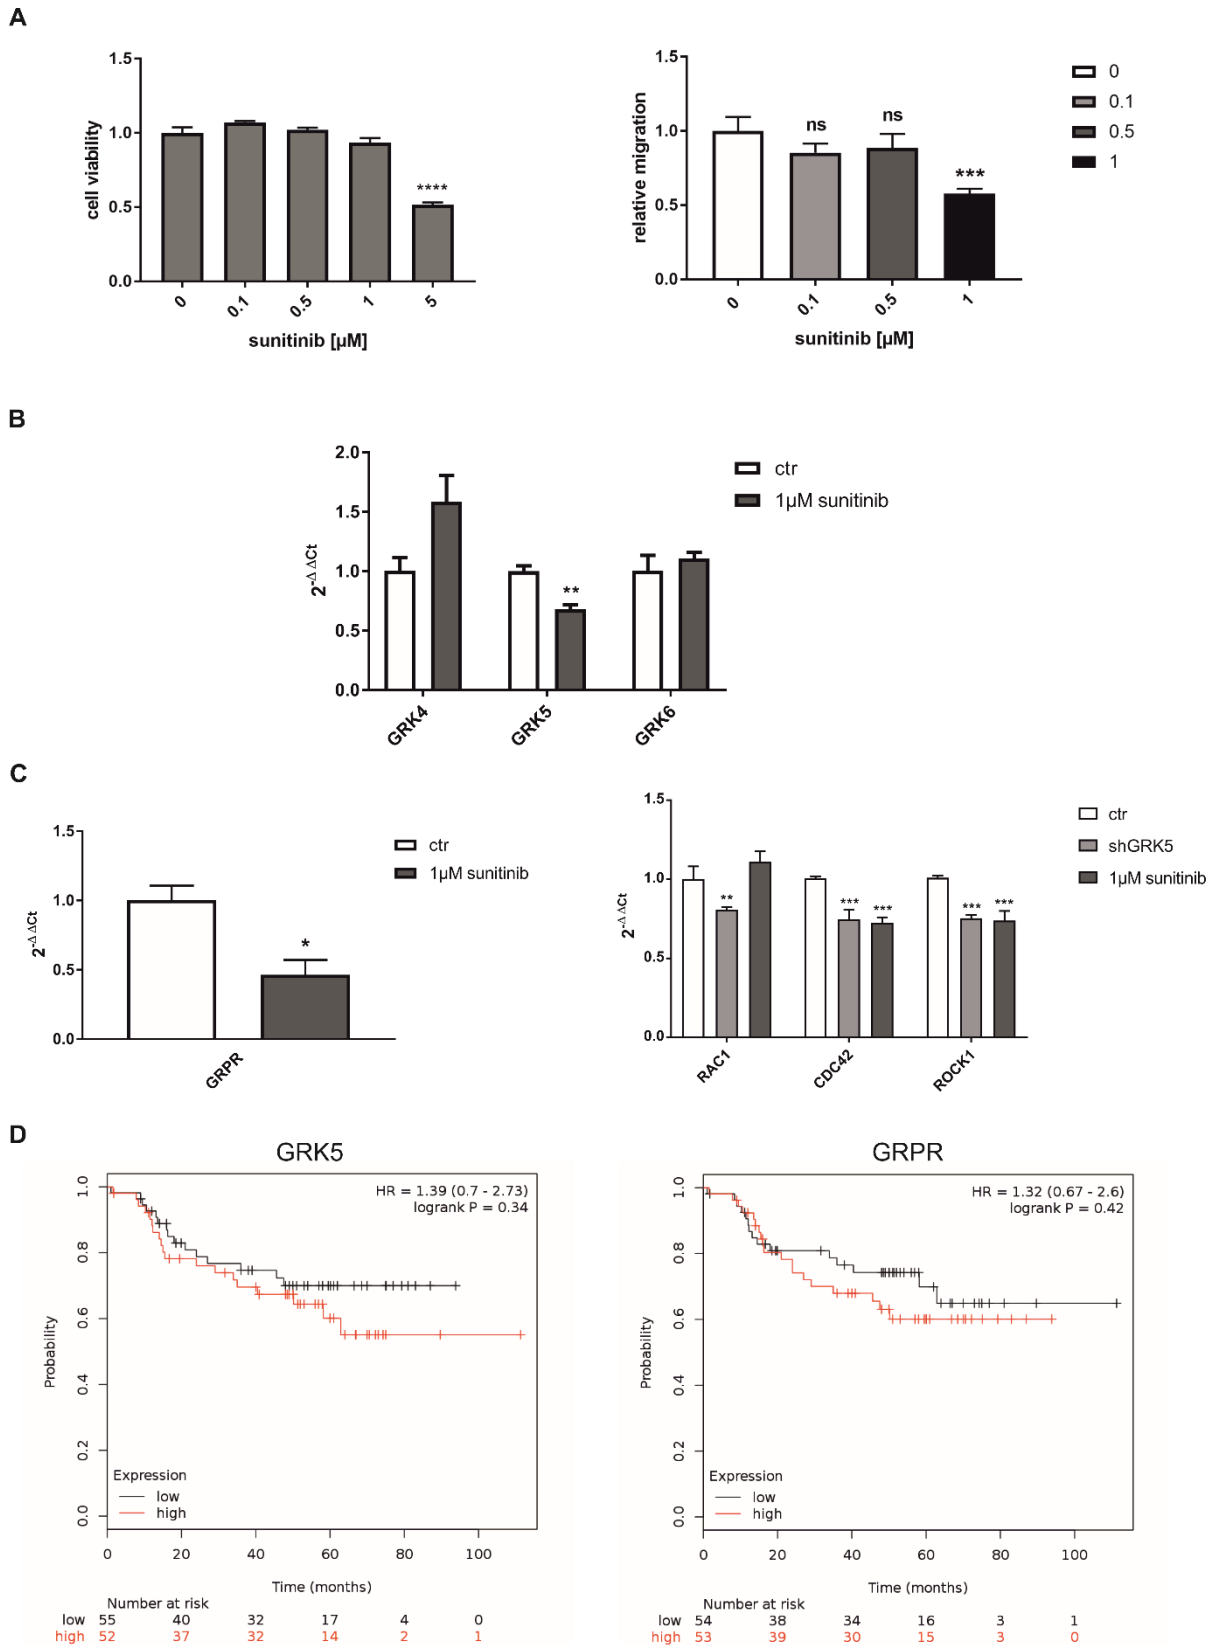 A
1.5
1.0
0.5
0.0
cell viability
****
0
0.1
0.5
1
5
sunitinib [µM]
1.5
1.0
0.5
0.0
relative migration
ns
ns
***
0
0.1
0.5
1
sunitinib [µM]
0
0.1
0.5
1
B
2.0
1.5
1.0
0.5
0.0
2-Δ ΔCt
**
GRK4
GRK5
GRK6
ctr
1µM sunitinib
C
1.5
1.0
0.5
0.0
2-Δ ΔCt
*
GRPR
ctr
1µM sunitinib
1.5
1.0
0.5
0.0
2-Δ ΔCt
**
***
***
***
***
RAC1
CDC42
ROCK1
ctr
shGRK5
1µM sunitinib
D
GRK5
HR = 1.39 (0.7 - 2.73)
logrank P = 0.34
1.0
0.8
0.6
0.4
0.2
0.0
Probability
Expression
low
high
0 20 40 60 80 100
Time (months)
Number at risk
low 55 40 32 17 4 0
high 52 37 32 14 2 1
GRPR
HR = 1.32 (0.67 - 2.6)
logrank P = 0.42
1.0
0.8
0.6
0.4
0.2
0.0
Probability
Expression
low
high
0 20 40 60 80 100
Time (months)
Number at risk
low 54 38 34 16 3 1
high 53 39 30 15 3 0